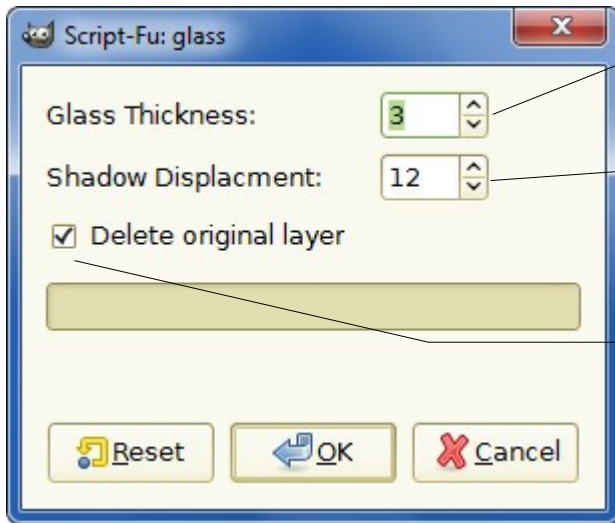 Script-Fu: glass
Glass Thickness: 3
Shadow Displacment: 12
Delete original layer
Reset OK Cancel